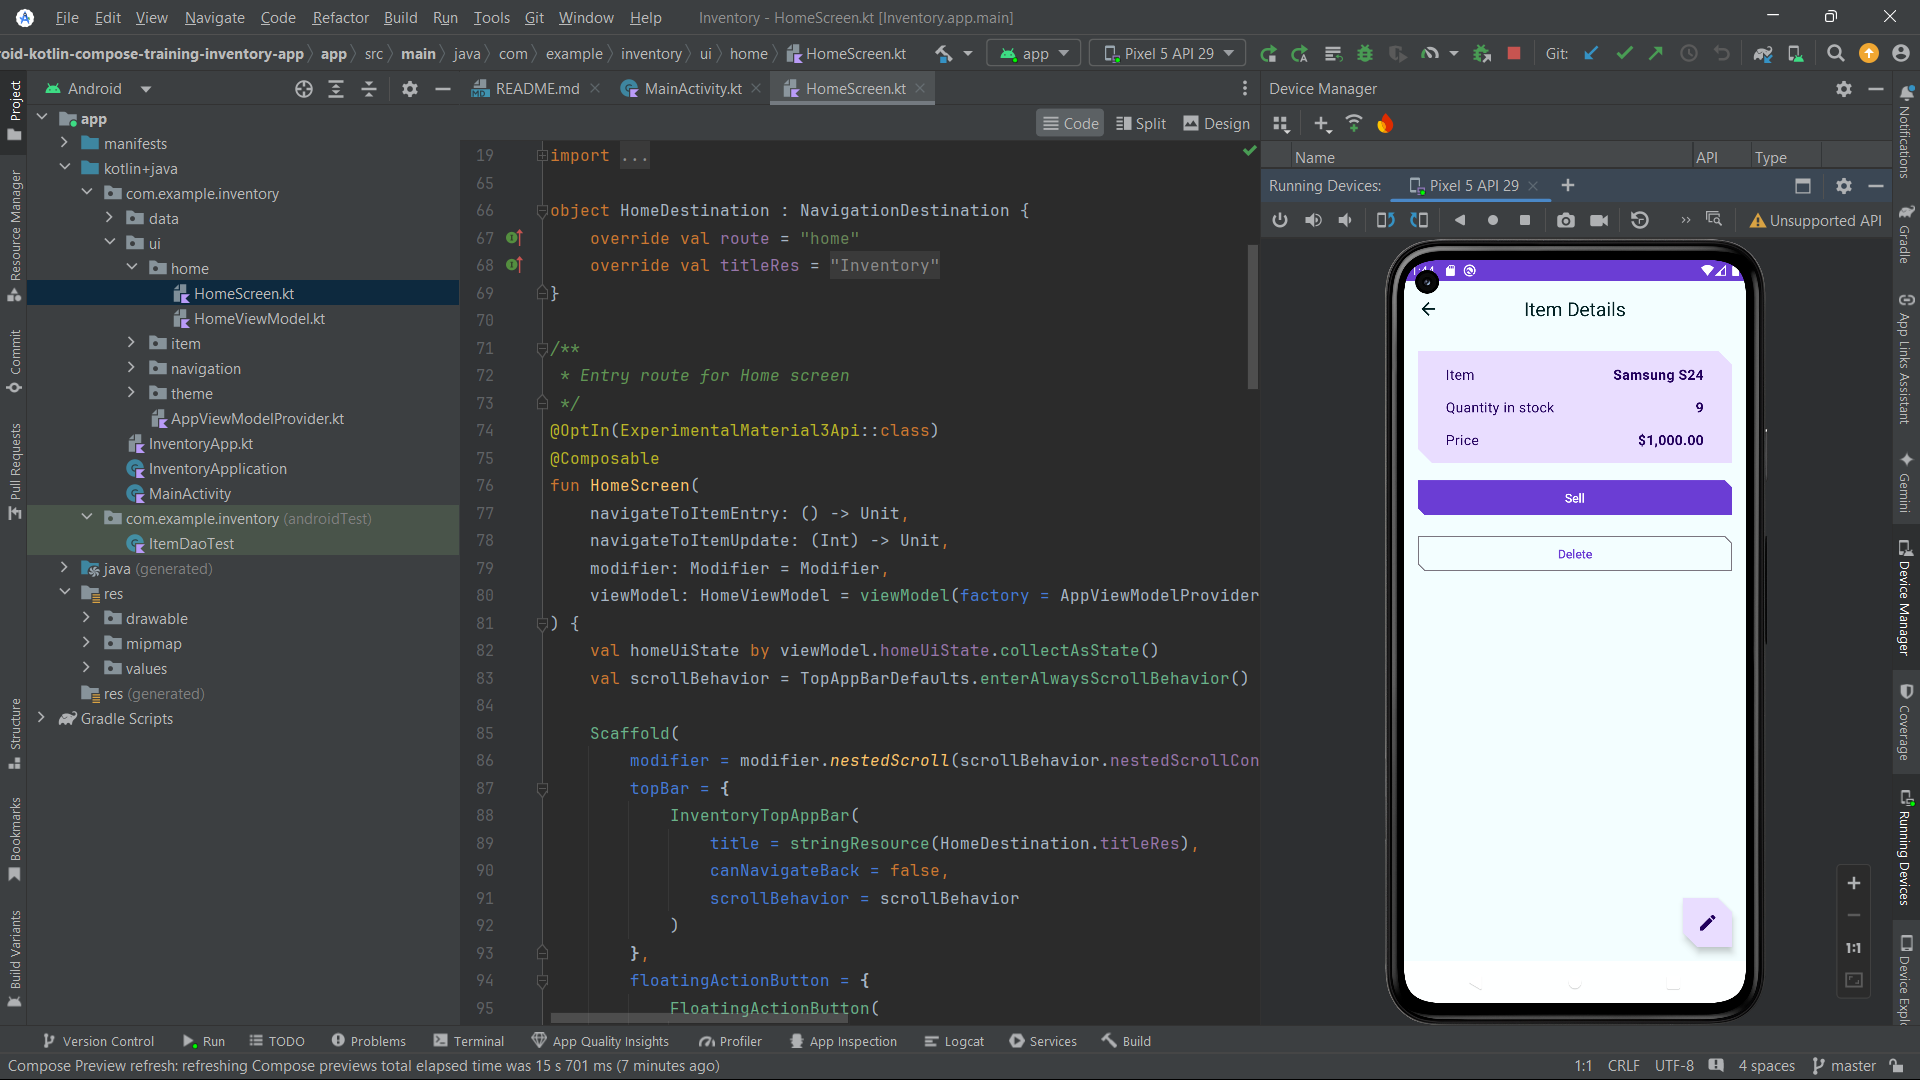 File Edit View Navigate Code Refactor Build Run Tools Git Window Help Inventory - HomeScreen.kt [Inventory.app.main]
oid-kotlin-compose-training-inventory-app app src main java com example inventory ui home HomeScreen.kt app Pixel 5 API 29 Git:
Android README.md MainActivity.kt HomeScreen.kt Device Manager
Code Split Design
Name API Type
Running Devices: Pixel 5 API 29
Unsupported API
Project
Resource Manager
Commit
Pull Requests
Structure
Bookmarks
Build Variants
app
manifests
kotlin+java
com.example.inventory
data
ui
home
HomeScreen.kt
HomeViewModel.kt
item
navigation
theme
AppViewModelProvider.kt
InventoryApp.kt
InventoryApplication
MainActivity
com.example.inventory (androidTest)
ItemDaoTest
java (generated)
res
drawable
mipmap
values
res (generated)
Gradle Scripts
19 import ...
65
66 object HomeDestination : NavigationDestination {
67 override val route = "home"
68 override val titleRes = "Inventory"
69 }
70
71 /**
72 * Entry route for Home screen
73 */
74 @OptIn(ExperimentalMaterial3Api::class)
75 @Composable
76 fun HomeScreen(
77 navigateToItemEntry: () -> Unit,
78 navigateToItemUpdate: (Int) -> Unit,
79 modifier: Modifier = Modifier,
80 viewModel: HomeViewModel = viewModel(factory = AppViewModelProvider
81 ) {
82 val homeUiState by viewModel.homeUiState.collectAsState()
83 val scrollBehavior = TopAppBarDefaults.enterAlwaysScrollBehavior()
84
85 Scaffold(
86 modifier = modifier.nestedScroll(scrollBehavior.nestedScrollCon
87 topBar = {
88 InventoryTopAppBar(
89 title = stringResource(HomeDestination.titleRes),
90 canNavigateBack = false,
91 scrollBehavior = scrollBehavior
92 )
93 },
94 floatingActionButton = {
95 FloatingActionButton(
Item Details
Item Samsung S24
Quantity in stock 9
Price $1,000.00
Sell
Delete
1:1
Notifications
Gradle
App Links Assistant
Gemini
Device Manager
Coverage
Running Devices
Device Explo
Version Control Run TODO Problems Terminal App Quality Insights Profiler App Inspection Logcat Services Build
Compose Preview refresh: refreshing Compose previews total elapsed time was 15 s 701 ms (7 minutes ago) 1:1 CRLF UTF-8 4 spaces master